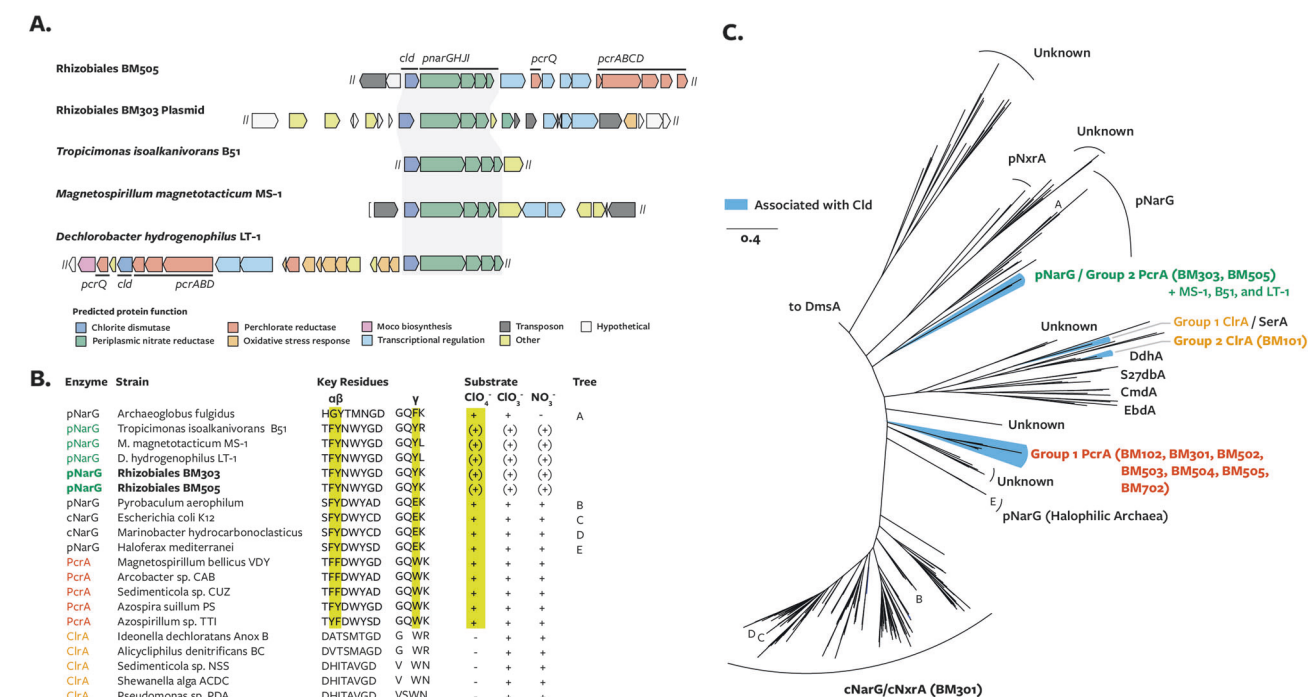 A.
cld pnarGHJI pcrQ pcrABCD
Rhizobiales BM505
//
//
Rhizobiales BM303 Plasmid
//
//
Tropicimonas isoalkanivorans B51
//
//
Magnetospirillum magnetotacticum MS-1
//
Dechlorobacter hydrogenophilus LT-1
//
//
pcrQ cld pcrABD
Predicted protein function
Chlorite dismutase Perchlorate reductase Moco biosynthesis Transposon Hypothetical
Periplasmic nitrate reductase Oxidative stress response Transcriptional regulation Other
B.
Enzyme Strain Key Residues Substrate Tree
αβ γ ClO4- ClO3- NO3-
pNarG Archaeoglobus fulgidus HGYTMNGD GQFK + + - A
pNarG Tropicimonas isoalkanivorans B51 TFYNWYGD GQYR (+) (+) (+)
pNarG M. magnetotacticum MS-1 TFYNWYGD GQYL (+) (+) (+)
pNarG D. hydrogenophilus LT-1 TFYNWYGD GQYL (+) (+) (+)
pNarG Rhizobiales BM303 TFYNWYGD GQYK (+) (+) (+)
pNarG Rhizobiales BM505 TFYNWYGD GQYK (+) (+) (+)
pNarG Pyrobaculum aerophilum SFYDWYAD GQEK + + + B
cNarG Escherichia coli K12 SFYDWYCD GQEK + + + C
cNarG Marinobacter hydrocarbonoclasticus SFYDWYCD GQEK + + + D
pNarG Haloferax mediterranei SFYDWYSD GQEK + + + E
PcrA Magnetospirillum bellicus VDY TFFDWYGD GQWK + + +
PcrA Arcobacter sp. CAB TFFDWYAD GQWK + + +
PcrA Sedimenticola sp. CUZ TFFDWYAD GQWK + + +
PcrA Azospira suillum PS TFYDWYGD GQWK + + +
PcrA Azospirillum sp. TTI TYFDWYSD GQWK + + +
ClrA Ideonella dechloratans Anox B DATSMTGD G WR - + +
ClrA Alicycliphilus denitrificans BC DVTSMAGD G WR - + +
ClrA Sedimenticola sp. NSS DHITAVGD V WN - + +
ClrA Shewanella alga ACDC DHITAVGD V WN - + +
ClrA Pseudomonas sp. PDA DHITAVGD VSWN - + +
C.
Unknown
Unknown
pNxrA
A
pNarG
Associated with Cld
0.4
pNarG / Group 2 PcrA (BM303, BM505)
+ MS-1, B51, and LT-1
to DmsA
Unknown
Group 1 ClrA / SerA
Group 2 ClrA (BM101)
DdhA
S27dbA
CmdA
EbdA
Unknown
Group 1 PcrA (BM102, BM301, BM502,
BM503, BM504, BM505,
BM702)
Unknown
E
pNarG (Halophilic Archaea)
B
D C
cNarG/cNxrA (BM301)